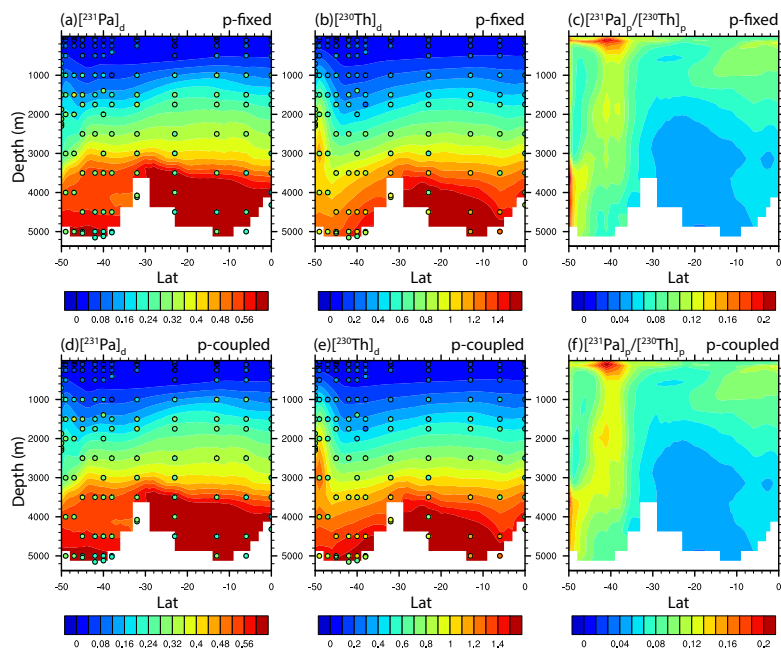 (a)[²³¹Pa]d p-fixed
(b)[²³⁰Th]d p-fixed
(c)[²³¹Pa]p/[²³⁰Th]p p-fixed
Depth (m)
1000
2000
3000
4000
5000
-50 -40 -30 -20 -10 0
Lat
1000
2000
3000
4000
5000
-50 -40 -30 -20 -10 0
Lat
1000
2000
3000
4000
5000
-50 -40 -30 -20 -10 0
Lat
0 0.08 0.16 0.24 0.32 0.4 0.48 0.56
0 0.2 0.4 0.6 0.8 1 1.2 1.4
0 0.04 0.08 0.12 0.16 0.2
(d)[²³¹Pa]d p-coupled
(e)[²³⁰Th]d p-coupled
(f)[²³¹Pa]p/[²³⁰Th]p p-coupled
Depth (m)
1000
2000
3000
4000
5000
-50 -40 -30 -20 -10 0
Lat
1000
2000
3000
4000
5000
-50 -40 -30 -20 -10 0
Lat
1000
2000
3000
4000
5000
-50 -40 -30 -20 -10 0
Lat
0 0.08 0.16 0.24 0.32 0.4 0.48 0.56
0 0.2 0.4 0.6 0.8 1 1.2 1.4
0 0.04 0.08 0.12 0.16 0.2